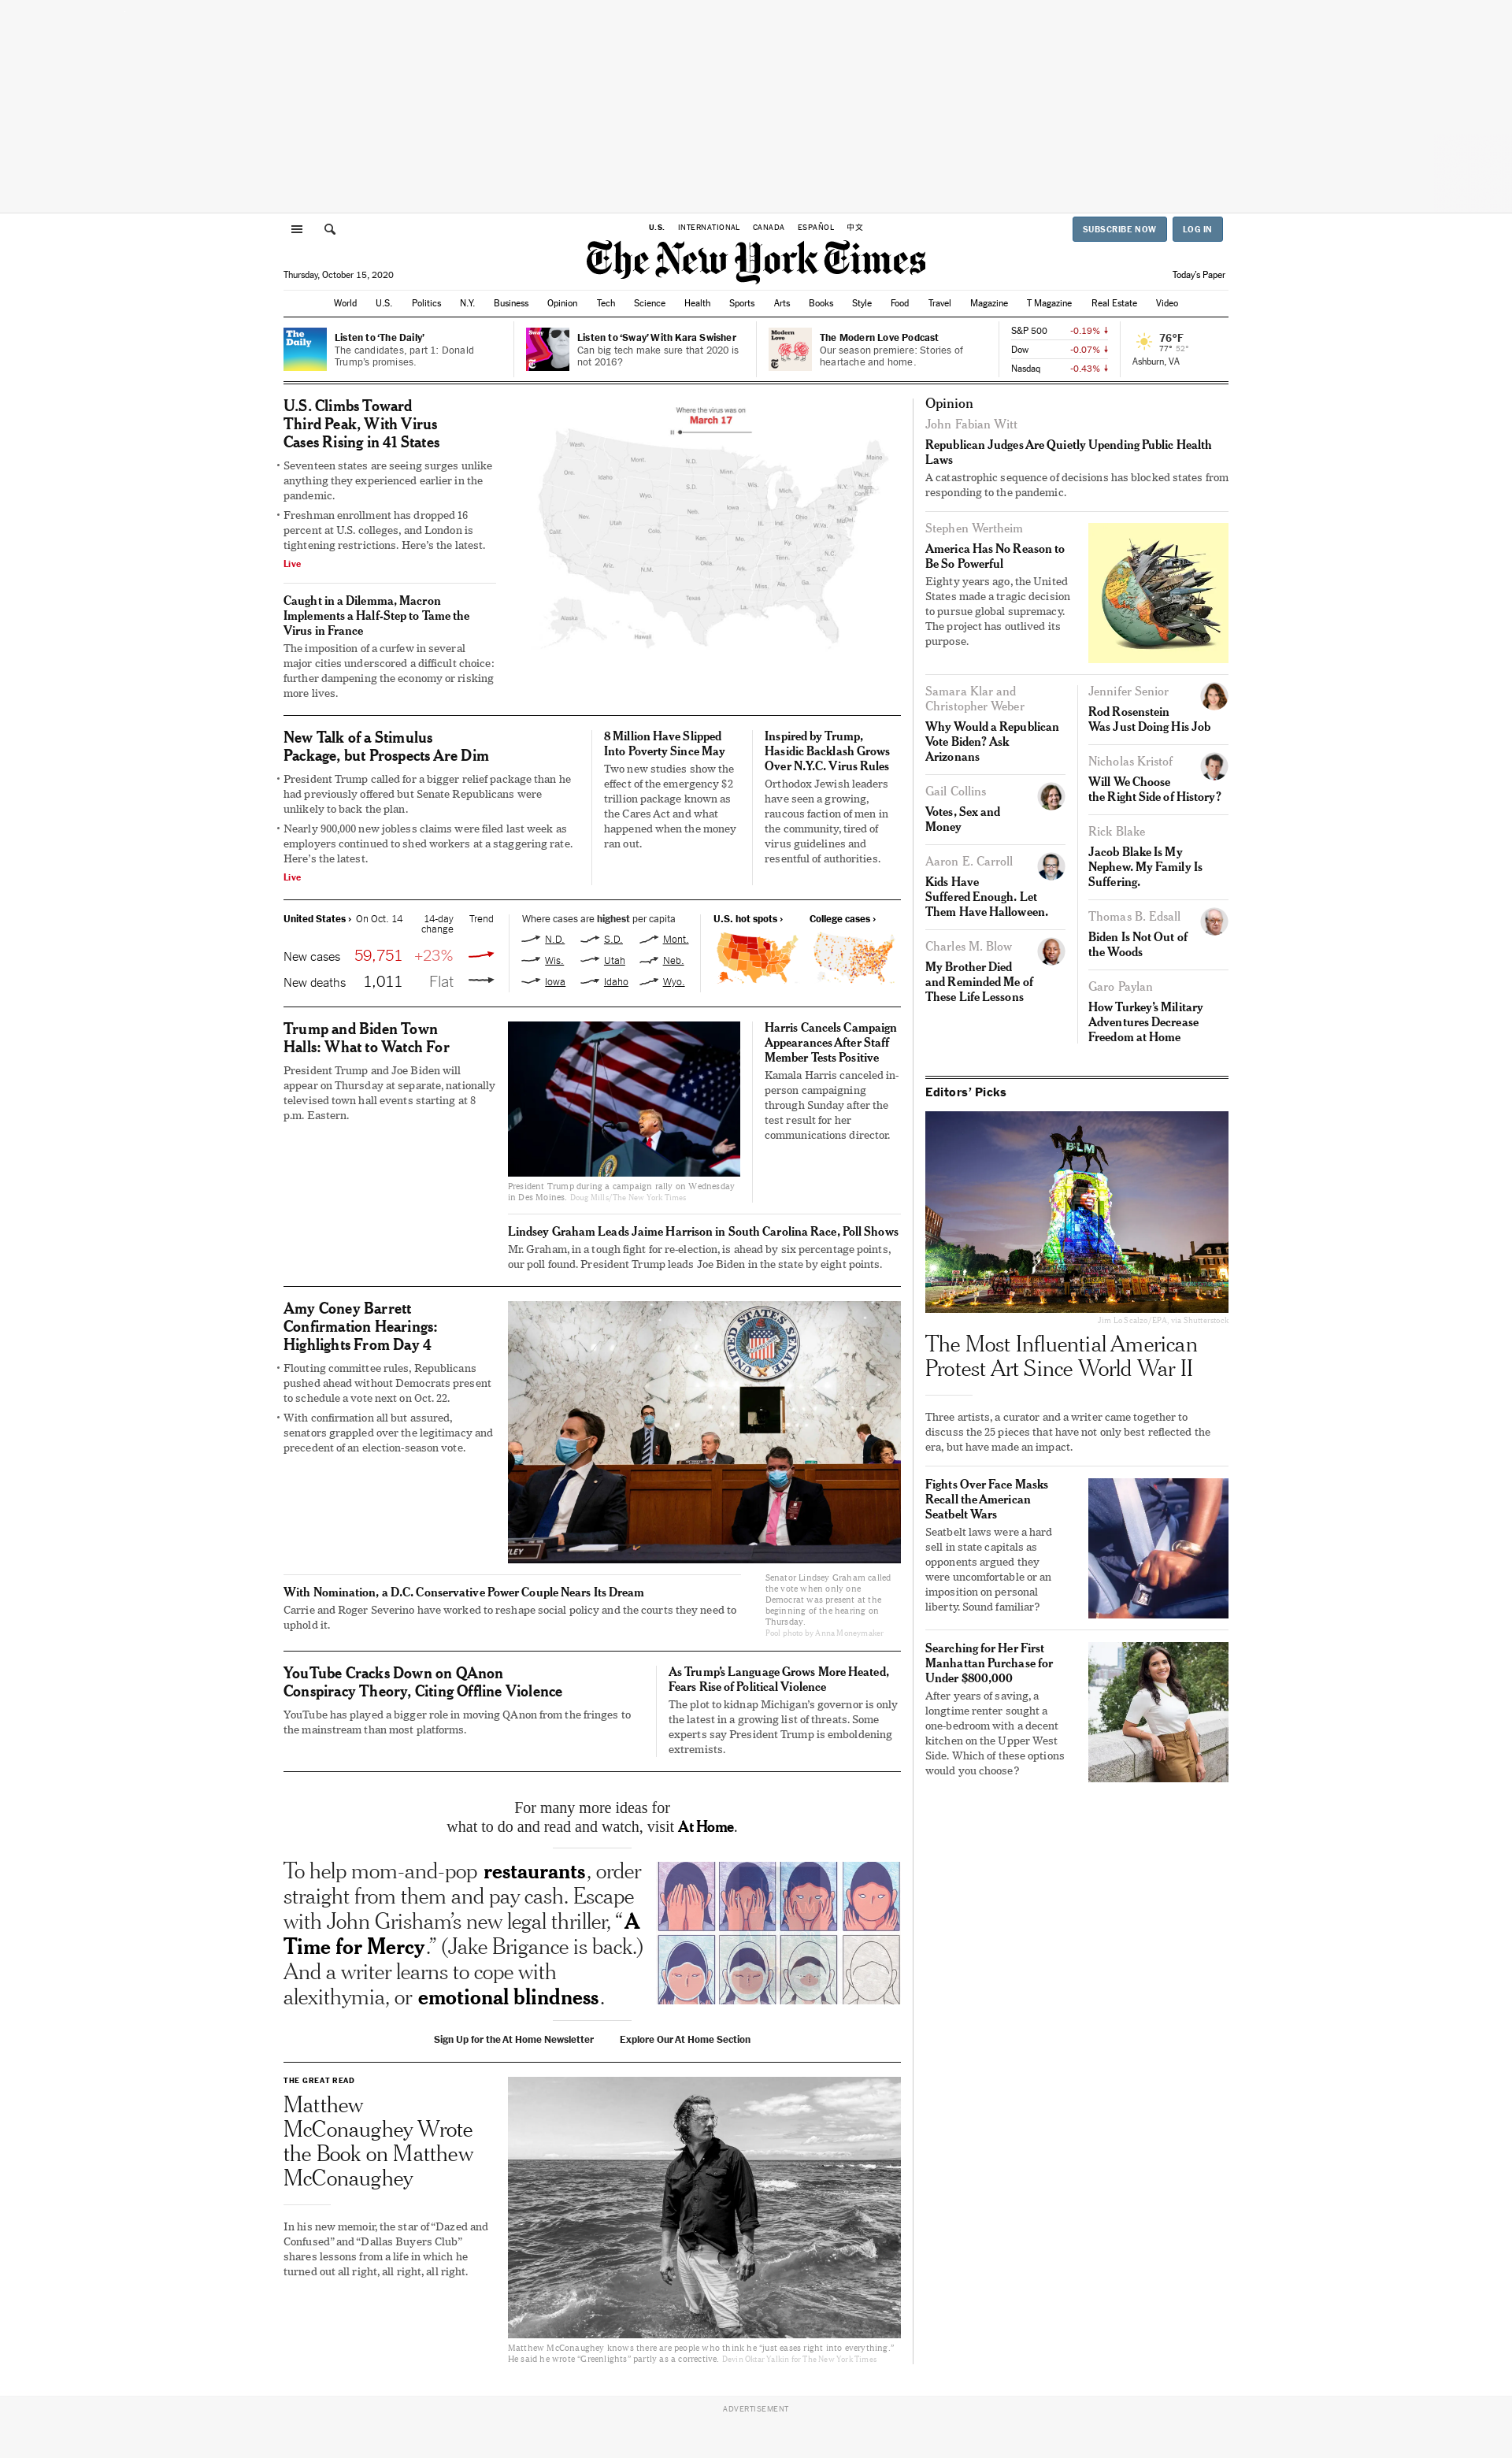 U.S.
INTERNATIONAL
CANADA
ESPAÑOL
中文
SUBSCRIBE NOW
LOG IN
The New York Times
Thursday, October 15, 2020
Today's Paper
World
U.S.
Politics
N.Y.
Business
Opinion
Tech
Science
Health
Sports
Arts
Books
Style
Food
Travel
Magazine
T Magazine
Real Estate
Video
The
Daily
Listen to ‘The Daily’
The candidates, part 1: Donald
Trump's promises.
Sway
Listen to ‘Sway’ With Kara Swisher
Can big tech make sure that 2020 is
not 2016?
Modern
Love
The Modern Love Podcast
Our season premiere: Stories of
heartache and home.
S&P 500 -0.19%
Dow -0.07%
Nasdaq -0.43%
76°F
77° 52°
Ashburn, VA
U.S. Climbs Toward
Third Peak, With Virus
Cases Rising in 41 States
• Seventeen states are seeing surges unlike
anything they experienced earlier in the
pandemic.
• Freshman enrollment has dropped 16
percent at U.S. colleges, and London is
tightening restrictions. Here's the latest.
Live
Caught in a Dilemma, Macron
Implements a Half-Step to Tame the
Virus in France
The imposition of a curfew in several
major cities underscored a difficult choice:
further dampening the economy or risking
more lives.
Where the virus was on
March 17
Wash.
Mont.
N.D.
Minn.
Maine
Ore.
Idaho
S.D.
Wis.
Mich.
N.Y.
Vt.
N.H.
Mass.
Conn.
Wyo.
Iowa
Neb.
Pa.
N.J.
Nev.
Utah
Ill.
Ind.
Ohio
Md.
Del.
Calif.
Colo.
Kan.
Mo.
W.Va.
Va.
Ky.
N.C.
Tenn.
Ariz.
N.M.
Okla.
Ark.
S.C.
Miss.
Ala.
Ga.
Texas
La.
Fla.
Alaska
Hawaii
New Talk of a Stimulus
Package, but Prospects Are Dim
• President Trump called for a bigger relief package than he
had previously offered but Senate Republicans were
unlikely to back the plan.
• Nearly 900,000 new jobless claims were filed last week as
employers continued to shed workers at a staggering rate.
Here's the latest.
Live
8 Million Have Slipped
Into Poverty Since May
Two new studies show the
effect of the emergency $2
trillion package known as
the Cares Act and what
happened when the money
ran out.
Inspired by Trump,
Hasidic Backlash Grows
Over N.Y.C. Virus Rules
Orthodox Jewish leaders
have seen a growing,
raucous faction of men in
the community, tired of
virus guidelines and
resentful of authorities.
United States › On Oct. 14 14-day change Trend
New cases 59,751 +23%
New deaths 1,011 Flat
Where cases are highest per capita
N.D. S.D. Mont.
Wis. Utah Neb.
Iowa Idaho Wyo.
U.S. hot spots ›
College cases ›
Trump and Biden Town
Halls: What to Watch For
President Trump and Joe Biden will
appear on Thursday at separate, nationally
televised town hall events starting at 8
p.m. Eastern.
President Trump during a campaign rally on Wednesday
in Des Moines. Doug Mills/The New York Times
Harris Cancels Campaign
Appearances After Staff
Member Tests Positive
Kamala Harris canceled in-
person campaigning
through Sunday after the
test result for her
communications director.
Lindsey Graham Leads Jaime Harrison in South Carolina Race, Poll Shows
Mr. Graham, in a tough fight for re-election, is ahead by six percentage points,
our poll found. President Trump leads Joe Biden in the state by eight points.
Amy Coney Barrett
Confirmation Hearings:
Highlights From Day 4
• Flouting committee rules, Republicans
pushed ahead without Democrats present
to schedule a vote next on Oct. 22.
• With confirmation all but assured,
senators grappled over the legitimacy and
precedent of an election-season vote.
UNITED STATES SENATE
Senator Lindsey Graham called
the vote when only one
Democrat was present at the
beginning of the hearing on
Thursday.
Pool photo by Anna Moneymaker
With Nomination, a D.C. Conservative Power Couple Nears Its Dream
Carrie and Roger Severino have worked to reshape social policy and the courts they need to
uphold it.
YouTube Cracks Down on QAnon
Conspiracy Theory, Citing Offline Violence
YouTube has played a bigger role in moving QAnon from the fringes to
the mainstream than most platforms.
As Trump's Language Grows More Heated,
Fears Rise of Political Violence
The plot to kidnap Michigan's governor is only
the latest in a growing list of threats. Some
experts say President Trump is emboldening
extremists.
For many more ideas for
what to do and read and watch, visit At Home.
To help mom-and-pop restaurants, order
straight from them and pay cash. Escape
with John Grisham's new legal thriller, “A
Time for Mercy.” (Jake Brigance is back.)
And a writer learns to cope with
alexithymia, or emotional blindness.
Sign Up for the At Home Newsletter
Explore Our At Home Section
THE GREAT READ
Matthew
McConaughey Wrote
the Book on Matthew
McConaughey
In his new memoir, the star of “Dazed and
Confused” and “Dallas Buyers Club”
shares lessons from a life in which he
turned out all right, all right, all right.
Matthew McConaughey knows there are people who think he “just eases right into everything.”
He said he wrote “Greenlights” partly as a corrective. Devin Oktar Yalkin for The New York Times
Opinion
John Fabian Witt
Republican Judges Are Quietly Upending Public Health
Laws
A catastrophic sequence of decisions has blocked states from
responding to the pandemic.
Stephen Wertheim
America Has No Reason to
Be So Powerful
Eighty years ago, the United
States made a tragic decision
to pursue global supremacy.
The project has outlived its
purpose.
Samara Klar and
Christopher Weber
Why Would a Republican
Vote Biden? Ask
Arizonans
Gail Collins
Votes, Sex and
Money
Aaron E. Carroll
Kids Have
Suffered Enough. Let
Them Have Halloween.
Charles M. Blow
My Brother Died
and Reminded Me of
These Life Lessons
Jennifer Senior
Rod Rosenstein
Was Just Doing His Job
Nicholas Kristof
Will We Choose
the Right Side of History?
Rick Blake
Jacob Blake Is My
Nephew. My Family Is
Suffering.
Thomas B. Edsall
Biden Is Not Out of
the Woods
Garo Paylan
How Turkey's Military
Adventures Decrease
Freedom at Home
Editors' Picks
BLM
Jim Lo Scalzo/EPA, via Shutterstock
The Most Influential American
Protest Art Since World War II
Three artists, a curator and a writer came together to
discuss the 25 pieces that have not only best reflected the
era, but have made an impact.
Fights Over Face Masks
Recall the American
Seatbelt Wars
Seatbelt laws were a hard
sell in state capitals as
opponents argued they
were uncomfortable or an
imposition on personal
liberty. Sound familiar?
Searching for Her First
Manhattan Purchase for
Under $800,000
After years of saving, a
longtime renter sought a
one-bedroom with a decent
kitchen on the Upper West
Side. Which of these options
would you choose?
ADVERTISEMENT